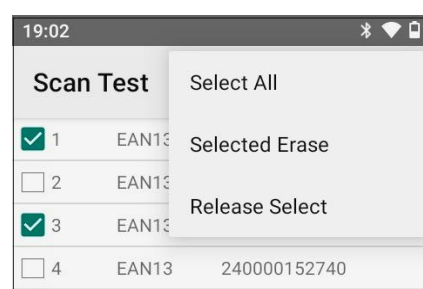 19:02
Scan Test
Select All
Selected Erase
Release Select
1 EAN13
2 EAN13
3 EAN13
4 EAN13 240000152740